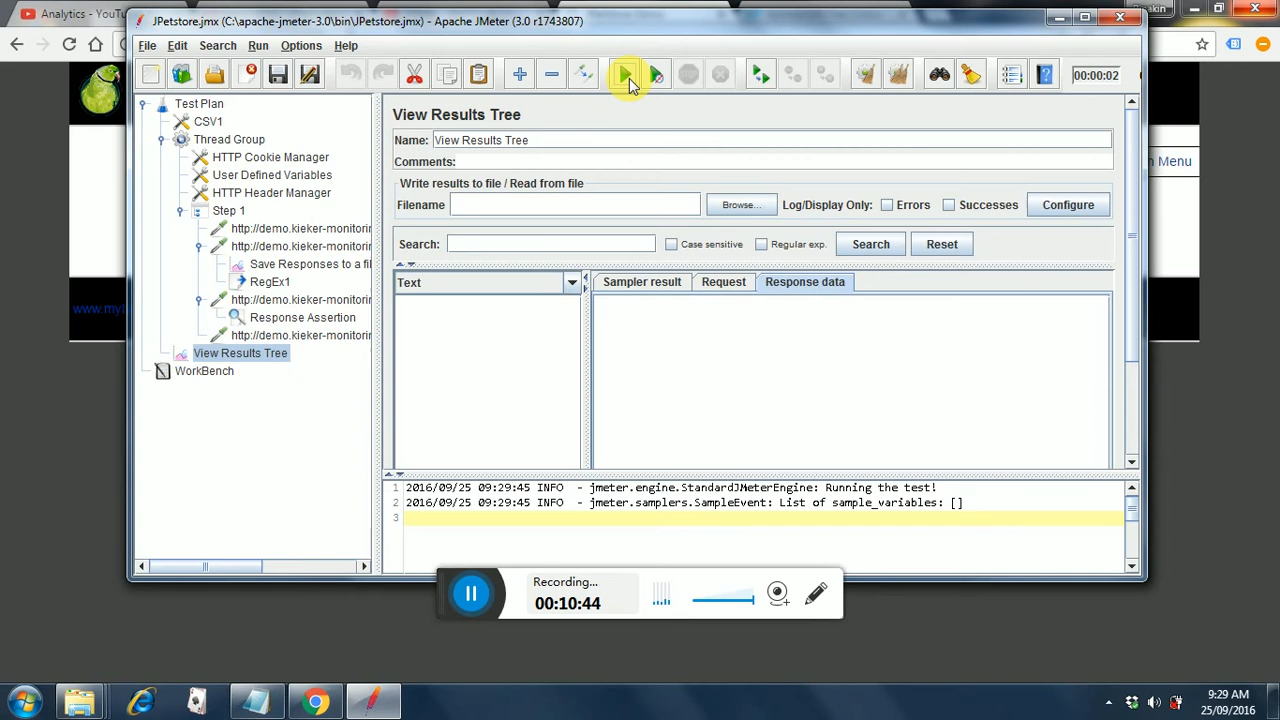 Analytics - YouTu
JPetstore.jmx (C:\apache-jmeter-3.0\bin\JPetstore.jmx) - Apache JMeter (3.0 r1743807)
File Edit Search Run Options Help
00:00:02
Test Plan
CSV1
Thread Group
HTTP Cookie Manager
User Defined Variables
HTTP Header Manager
Step 1
http://demo.kieker-monitorin
http://demo.kieker-monitorin
Save Responses to a fil
RegEx1
http://demo.kieker-monitorin
Response Assertion
http://demo.kieker-monitorin
View Results Tree
WorkBench
View Results Tree
Name: View Results Tree
Comments:
Write results to file / Read from file
Filename Browse... Log/Display Only: Errors Successes Configure
Search: Case sensitive Regular exp. Search Reset
Text
Sampler result Request Response data
1 2016/09/25 09:29:45 INFO - jmeter.engine.StandardJMeterEngine: Running the test!
2 2016/09/25 09:29:45 INFO - jmeter.samplers.SampleEvent: List of sample_variables: []
3
n Menu
Recording...
00:10:44
9:29 AM
25/09/2016